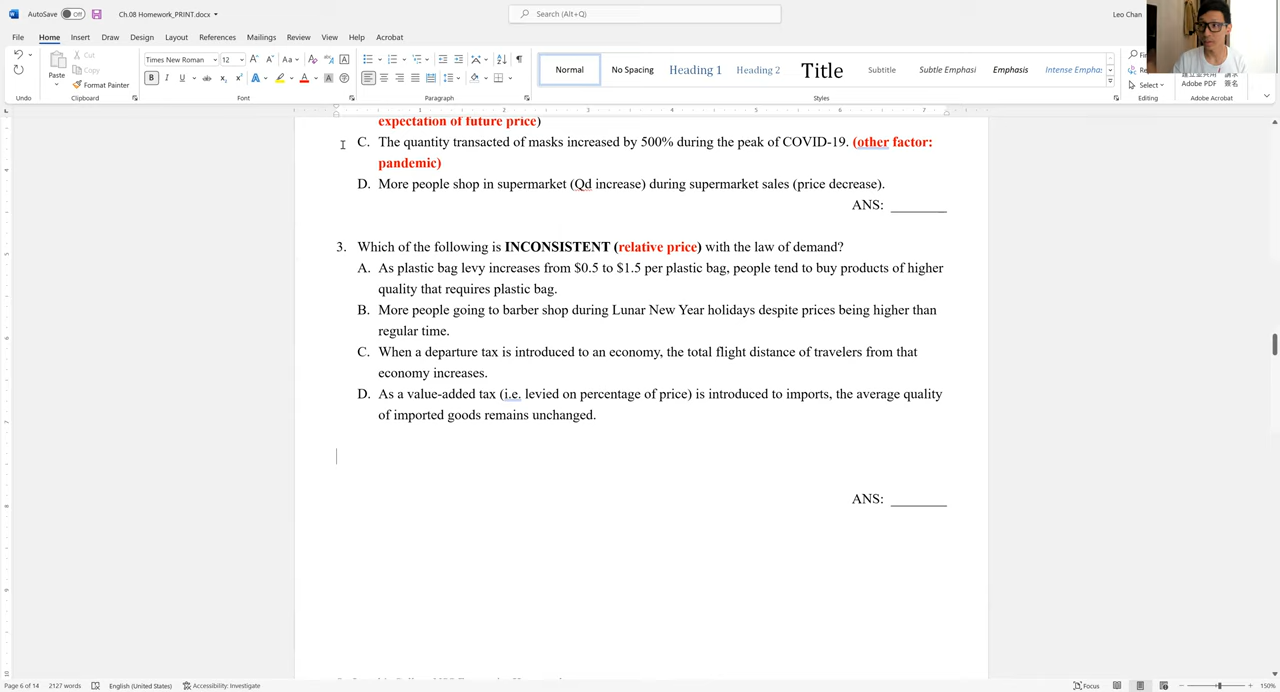 AutoSave Off Ch.08 Homework_PRINT.docx Search (Alt+Q) Leo Chan
File Home Insert Draw Design Layout References Mailings Review View Help Acrobat
Paste Cut Copy Format Painter
Times New Roman 12
Normal No Spacing Heading 1 Heading 2 Title Subtitle Subtle Emphasi Emphasis Intense Empha
Select Adobe PDF 簽名
Undo Clipboard Font Paragraph Styles Editing Adobe Acrobat
expectation of future price)
C. The quantity transacted of masks increased by 500% during the peak of COVID-19. (other factor:
pandemic)
D. More people shop in supermarket (Qd increase) during supermarket sales (price decrease).
ANS: ________
3. Which of the following is INCONSISTENT (relative price) with the law of demand?
A. As plastic bag levy increases from $0.5 to $1.5 per plastic bag, people tend to buy products of higher
quality that requires plastic bag.
B. More people going to barber shop during Lunar New Year holidays despite prices being higher than
regular time.
C. When a departure tax is introduced to an economy, the total flight distance of travelers from that
economy increases.
D. As a value-added tax (i.e. levied on percentage of price) is introduced to imports, the average quality
of imported goods remains unchanged.
ANS: ________
Page 6 of 14 2127 words English (United States) Accessibility: Investigate Focus 150%